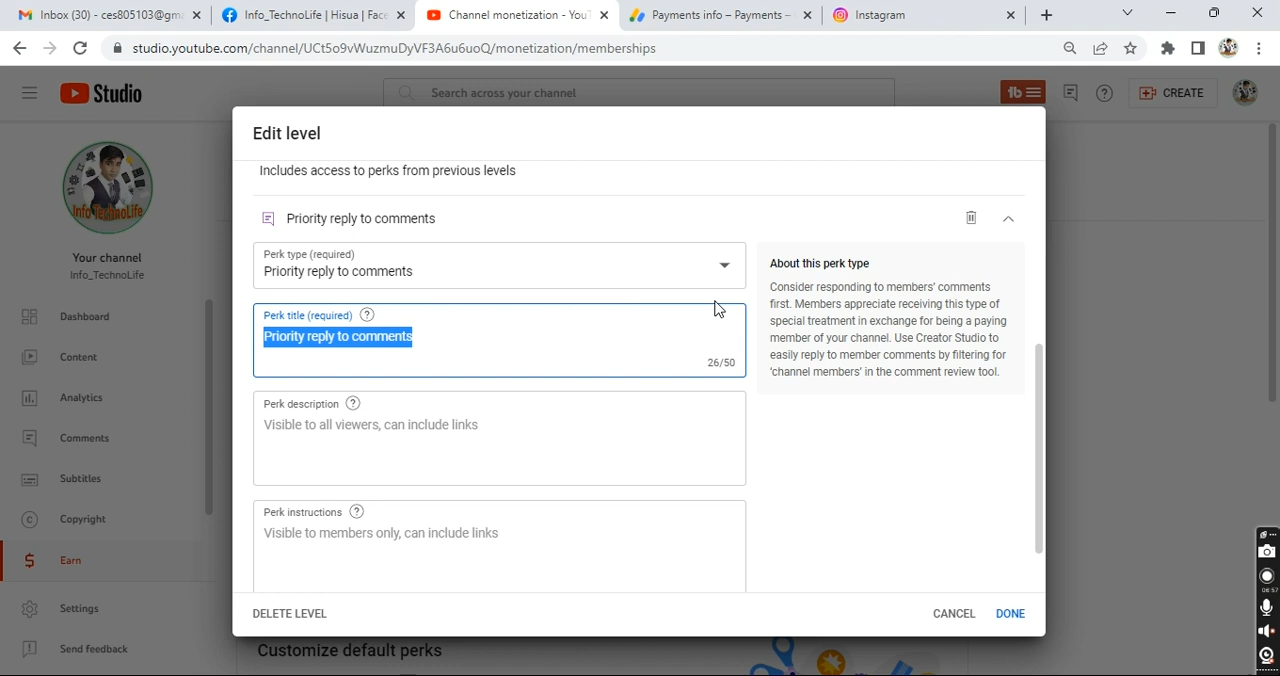 Inbox (30) - ces805103@gm
Info_TechnoLife | Hisua | Face
Channel monetization - YouT
Payments info – Payments –
Instagram
studio.youtube.com/channel/UCt5o9vWuzmuDyVF3A6u6uoQ/monetization/memberships
Studio
Search across your channel
CREATE
Info TechnoLife
Your channel
Info_TechnoLife
Dashboard
Content
Analytics
Comments
Subtitles
Copyright
Earn
Settings
Send feedback
Edit level
Includes access to perks from previous levels
Priority reply to comments
Perk type (required)
Priority reply to comments
Perk title (required)
Priority reply to comments
26/50
Perk description
Visible to all viewers, can include links
Perk instructions
Visible to members only, can include links
About this perk type
Consider responding to members' comments
first. Members appreciate receiving this type of
special treatment in exchange for being a paying
member of your channel. Use Creator Studio to
easily reply to member comments by filtering for
'channel members' in the comment review tool.
DELETE LEVEL
CANCEL
DONE
Customize default perks